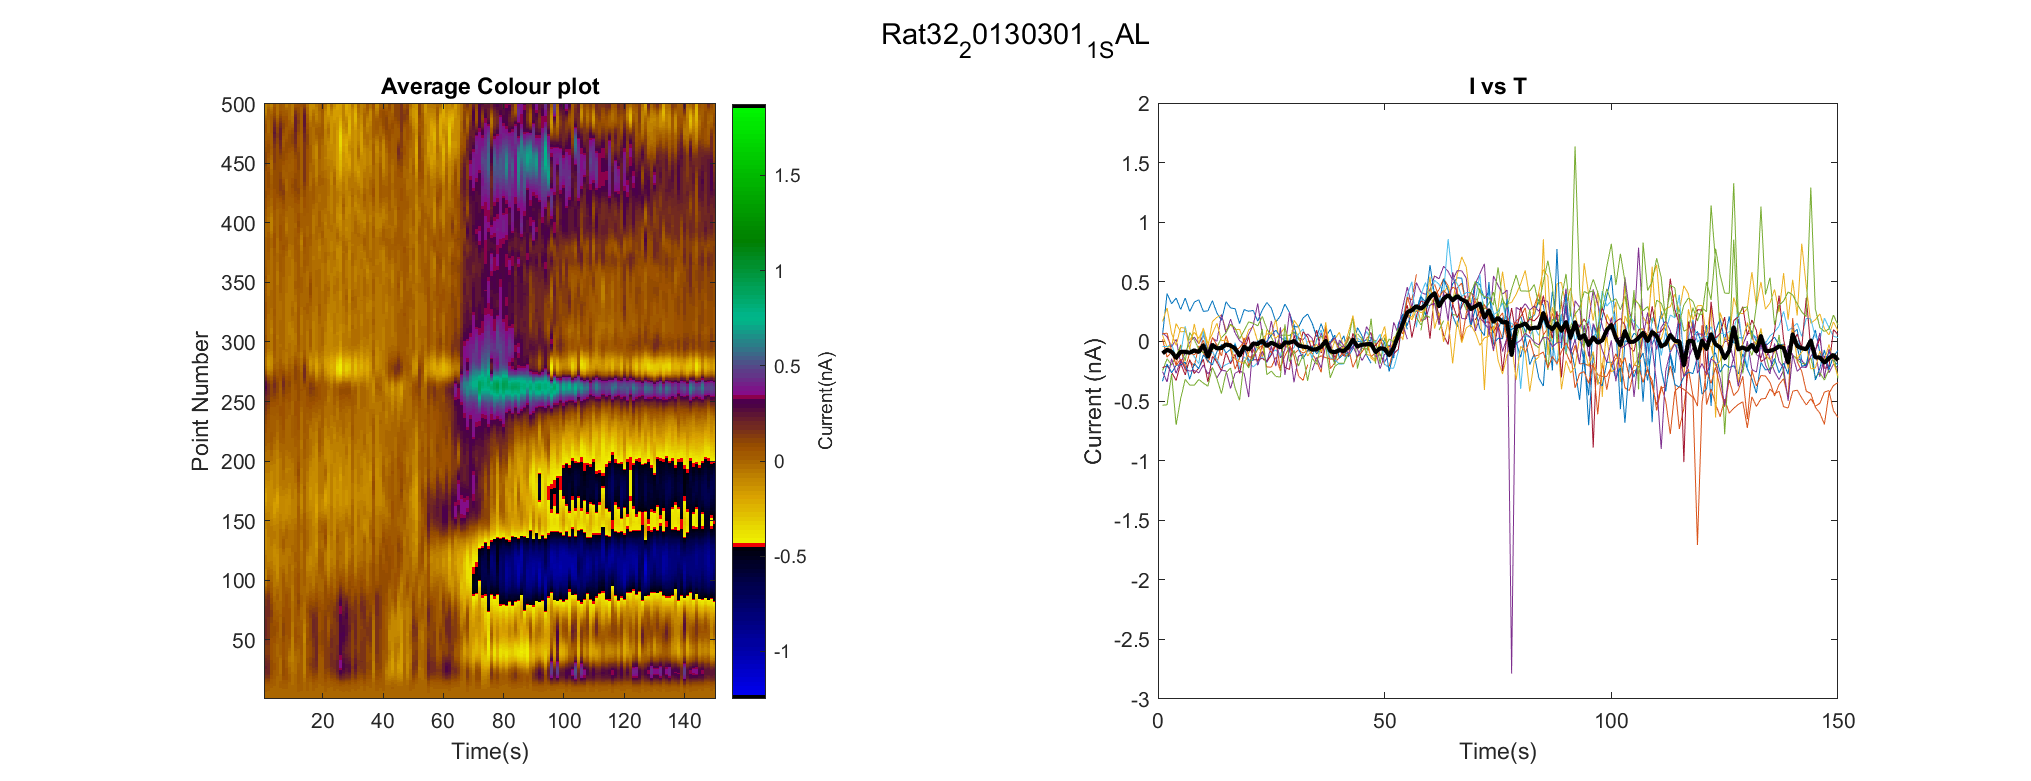 Rat32₂0130301₁SAL
Average Colour plot
I vs T
500
450
400
350
300
250
200
150
100
50
Point Number
20 40 60 80 100 120 140
Time(s)
1.5
1
0.5
0
-0.5
-1
Current(nA)
2
1.5
1
0.5
0
-0.5
-1
-1.5
-2
-2.5
-3
Current (nA)
0 50 100 150
Time(s)